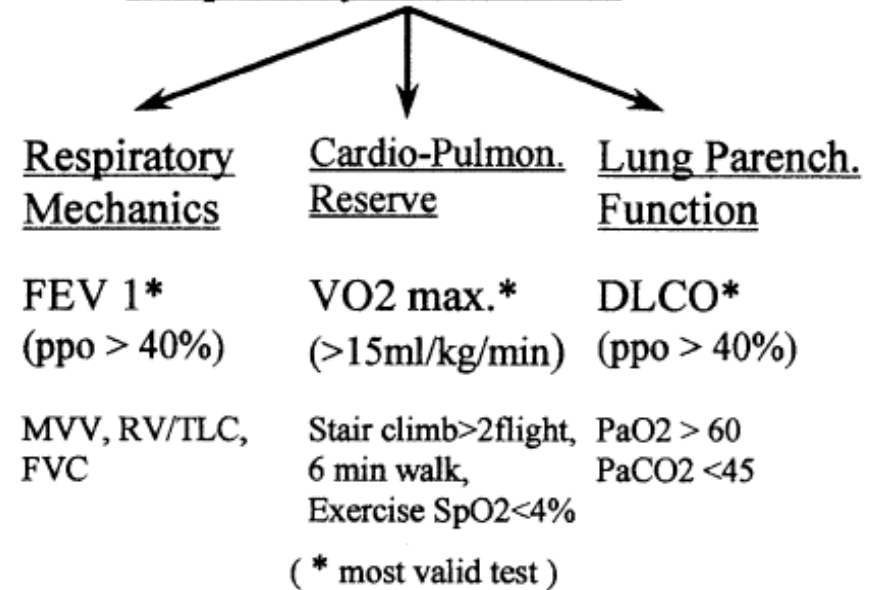 Respiratory
Mechanics
FEV 1*
(ppo > 40%)
MVV, RV/TLC,
FVC
Cardio-Pulmon.
Reserve
VO2 max.*
(>15ml/kg/min)
Stair climb>2flight,
6 min walk,
Exercise SpO2<4%
Lung Parench.
Function
DLCO*
(ppo > 40%)
PaO2 > 60
PaCO2 <45
( * most valid test )